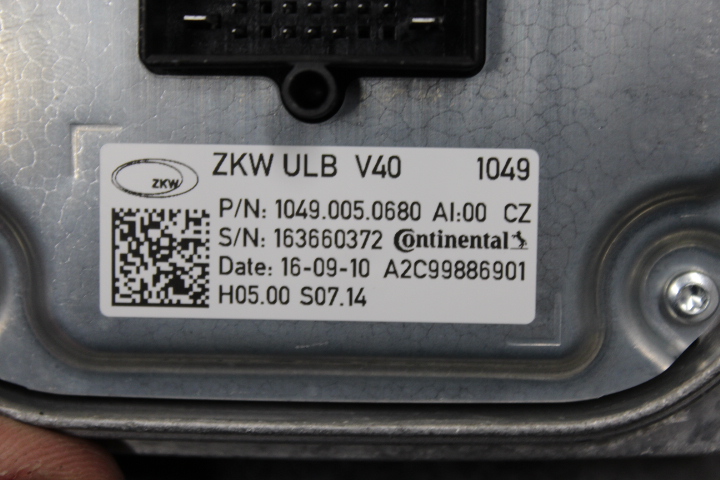 ZKW ZKW ULB V40 1049
P/N: 1049.005.0680 AI:00 CZ
S/N: 163660372 Continental
Date: 16-09-10 A2C99886901
H05.00 S07.14